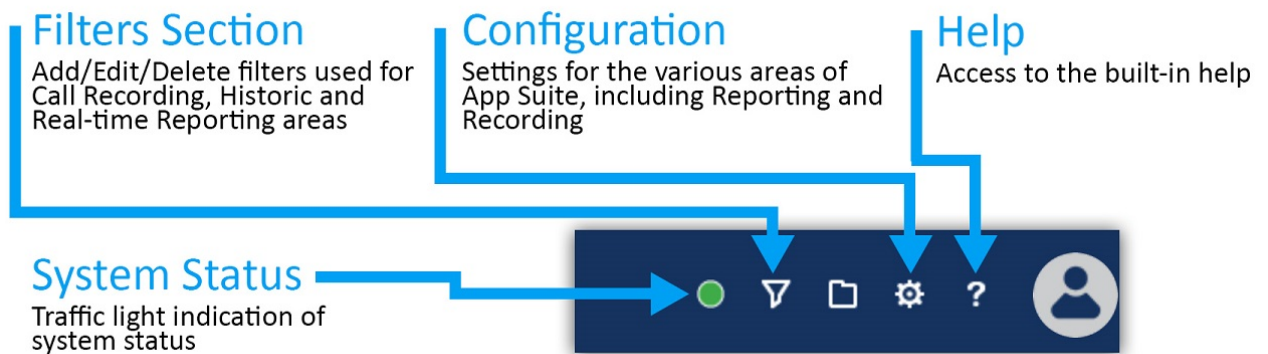 Filters Section
Add/Edit/Delete filters used for
Call Recording, Historic and
Real-time Reporting areas
Configuration
Settings for the various areas of
App Suite, including Reporting and
Recording
Help
Access to the built-in help
System Status
Traffic light indication of
system status
?